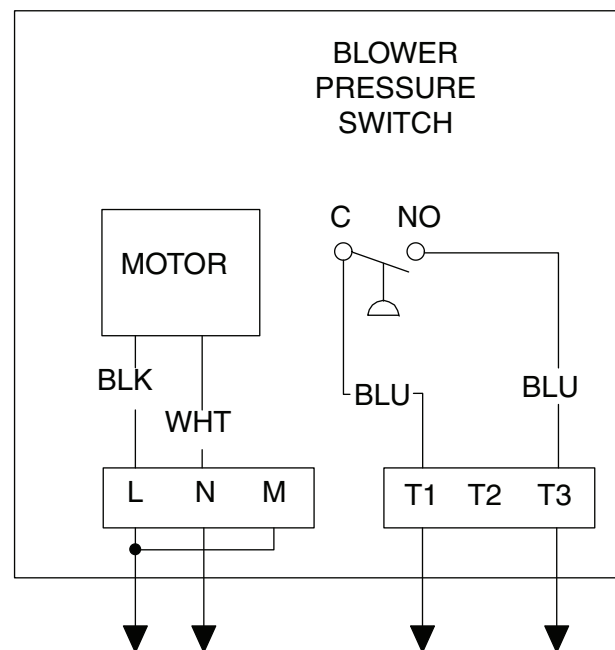 BLOWER
PRESSURE
SWITCH
C NO
MOTOR
BLK
BLU
BLU
WHT
L N M
T1 T2 T3